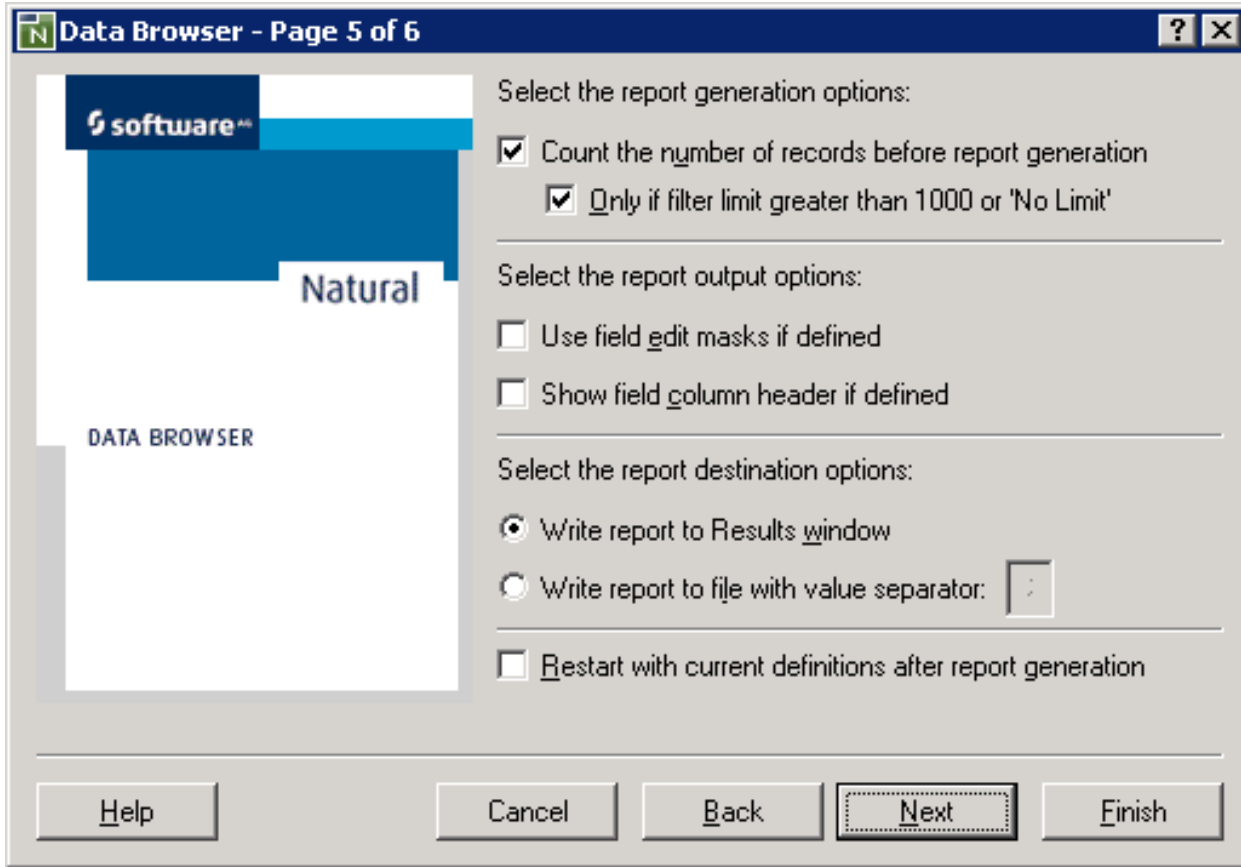 Data Browser - Page 5 of 6
software AG
Natural
DATA BROWSER
Select the report generation options:
Count the number of records before report generation
Only if filter limit greater than 1000 or 'No Limit'
Select the report output options:
Use field edit masks if defined
Show field column header if defined
Select the report destination options:
Write report to Results window
Write report to file with value separator: ;
Restart with current definitions after report generation
Help Cancel Back Next Finish